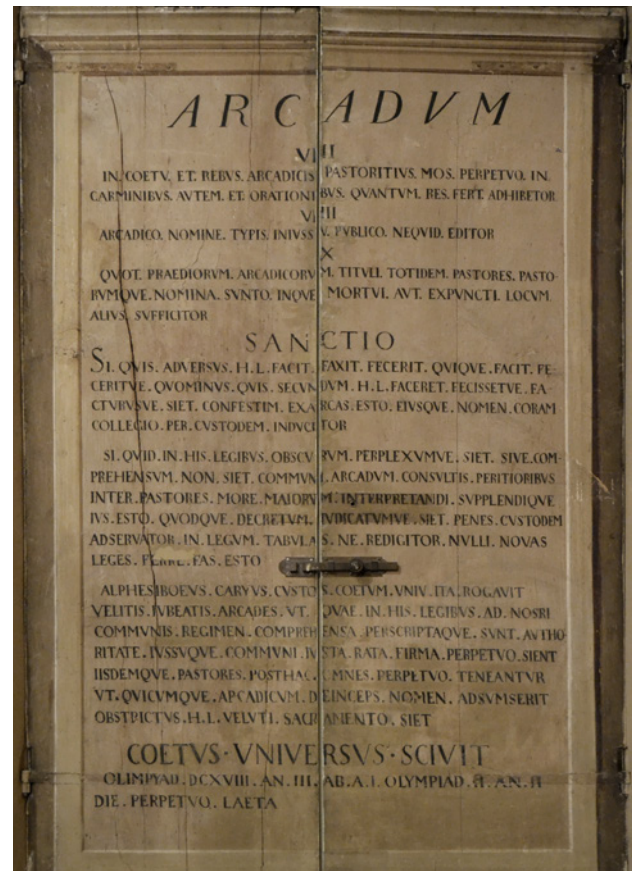 ARCADVM
VIII
IN. COETV. ET. REBVS. ARCADICIS PASTORITIVS. MOS. PERPETVO. IN.
CARMINIBVS. AVTEM. ET. ORATIONIBVS. QVANTVM. RES. FERT. ADHIBETOR
VIIII
ARCADICO. NOMINE. TYPIS. INIVSSV. PVBLICO. NEQVID. EDITOR
X
QVOT. PRAEDIORVM. ARCADICORVM. TITVLI. TOTIDEM. PASTORES. PASTO-
RVMQVE. NOMINA. SVNTO. INQVE MORTVI. AVT. EXPVNCTI. LOCVM
ALIVS. SVFFICITOR
SANCTIO
SI. QVIS. ADVERSVS. H. L. FACIT. FAXIT. FECERIT. QVIQVE. FACIT. FE-
CERITVE. QVOMINVS. QVIS. SECVNDVM. H. L. FACERET. FECISSETVE. FA-
CTVRVSVE. SIET. CONFESTIM. EXARCAS. ESTO. EIVSQVE. NOMEN. CORAM
COLLEGIO. PER. CVSTODEM. INDVCITOR
SI. QVID. IN. HIS. LEGIBVS. OBSCVRVM. PERPLEXVMVE. SIET. SIVE. COM-
PREHENSVM. NON. SIET. COMMVNI. ARCADVM. CONSVLTIS. PERITIORIBVS
INTER. PASTORES. MORE. MAIORVM. INTERPRETANDI. SVPPLENDIQVE
IVS. ESTO. QVODQVE. DECRETVM. IVDICATVMVE. SIET. PENES. CVSTODEM
ADSERVATOR. IN. LEGVM. TABVLAS. NE. REDIGITOR. NVLLI. NOVAS
LEGES. FERRE. FAS. ESTO
ALPHESIBOEVS. CARYVS. CVSTOS. COETVM. VNIV. ITA. ROGAVIT
VELITIS. IVBEATIS. ARCADES. VT. QVAE. IN. HIS. LEGIBVS. AD. NOSRI
COMMVNIS. REGIMEN. COMPREHENSA. PERSCRIPTAQVE. SVNT. AVTHO
RITATE. IVSSVQVE. COMMVNI. IVSTA. RATA. FIRMA. PERPETVO. SIENT
IISDEMQVE. PASTORES. POSTHAC. OMNES. PERPETVO. TENEANTVR
VT. QVICVMQVE. ARCADICVM. DEINCEPS. NOMEN. ADSVMSERIT
OBSTRICTVS. H. L. VELVTI. SACRAMENTO. SIET
COETVS · VNIVERSVS · SCIVIT
OLIMPYAD. DCXVIII. AN. III. AB. A. I. OLYMPIAD. II. AN. II
DIE. PERPETVO. LAETA